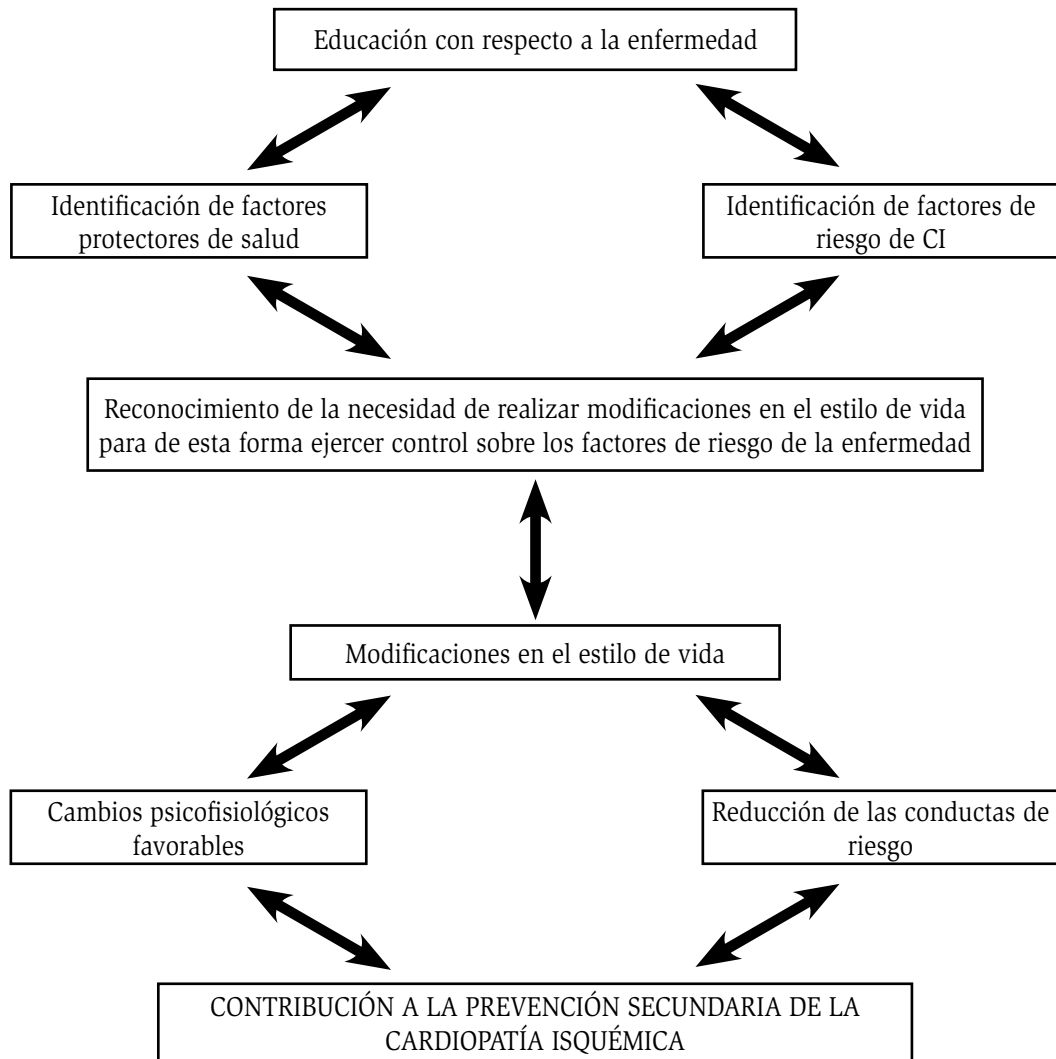 Educación con respecto a la enfermedad
Identificación de factores
protectores de salud
Identificación de factores de
riesgo de CI
Reconocimiento de la necesidad de realizar modificaciones en el estilo de vida
para de esta forma ejercer control sobre los factores de riesgo de la enfermedad
Modificaciones en el estilo de vida
Cambios psicofisiológicos
favorables
Reducción de las conductas de
riesgo
CONTRIBUCIÓN A LA PREVENCIÓN SECUNDARIA DE LA
CARDIOPATÍA ISQUÉMICA